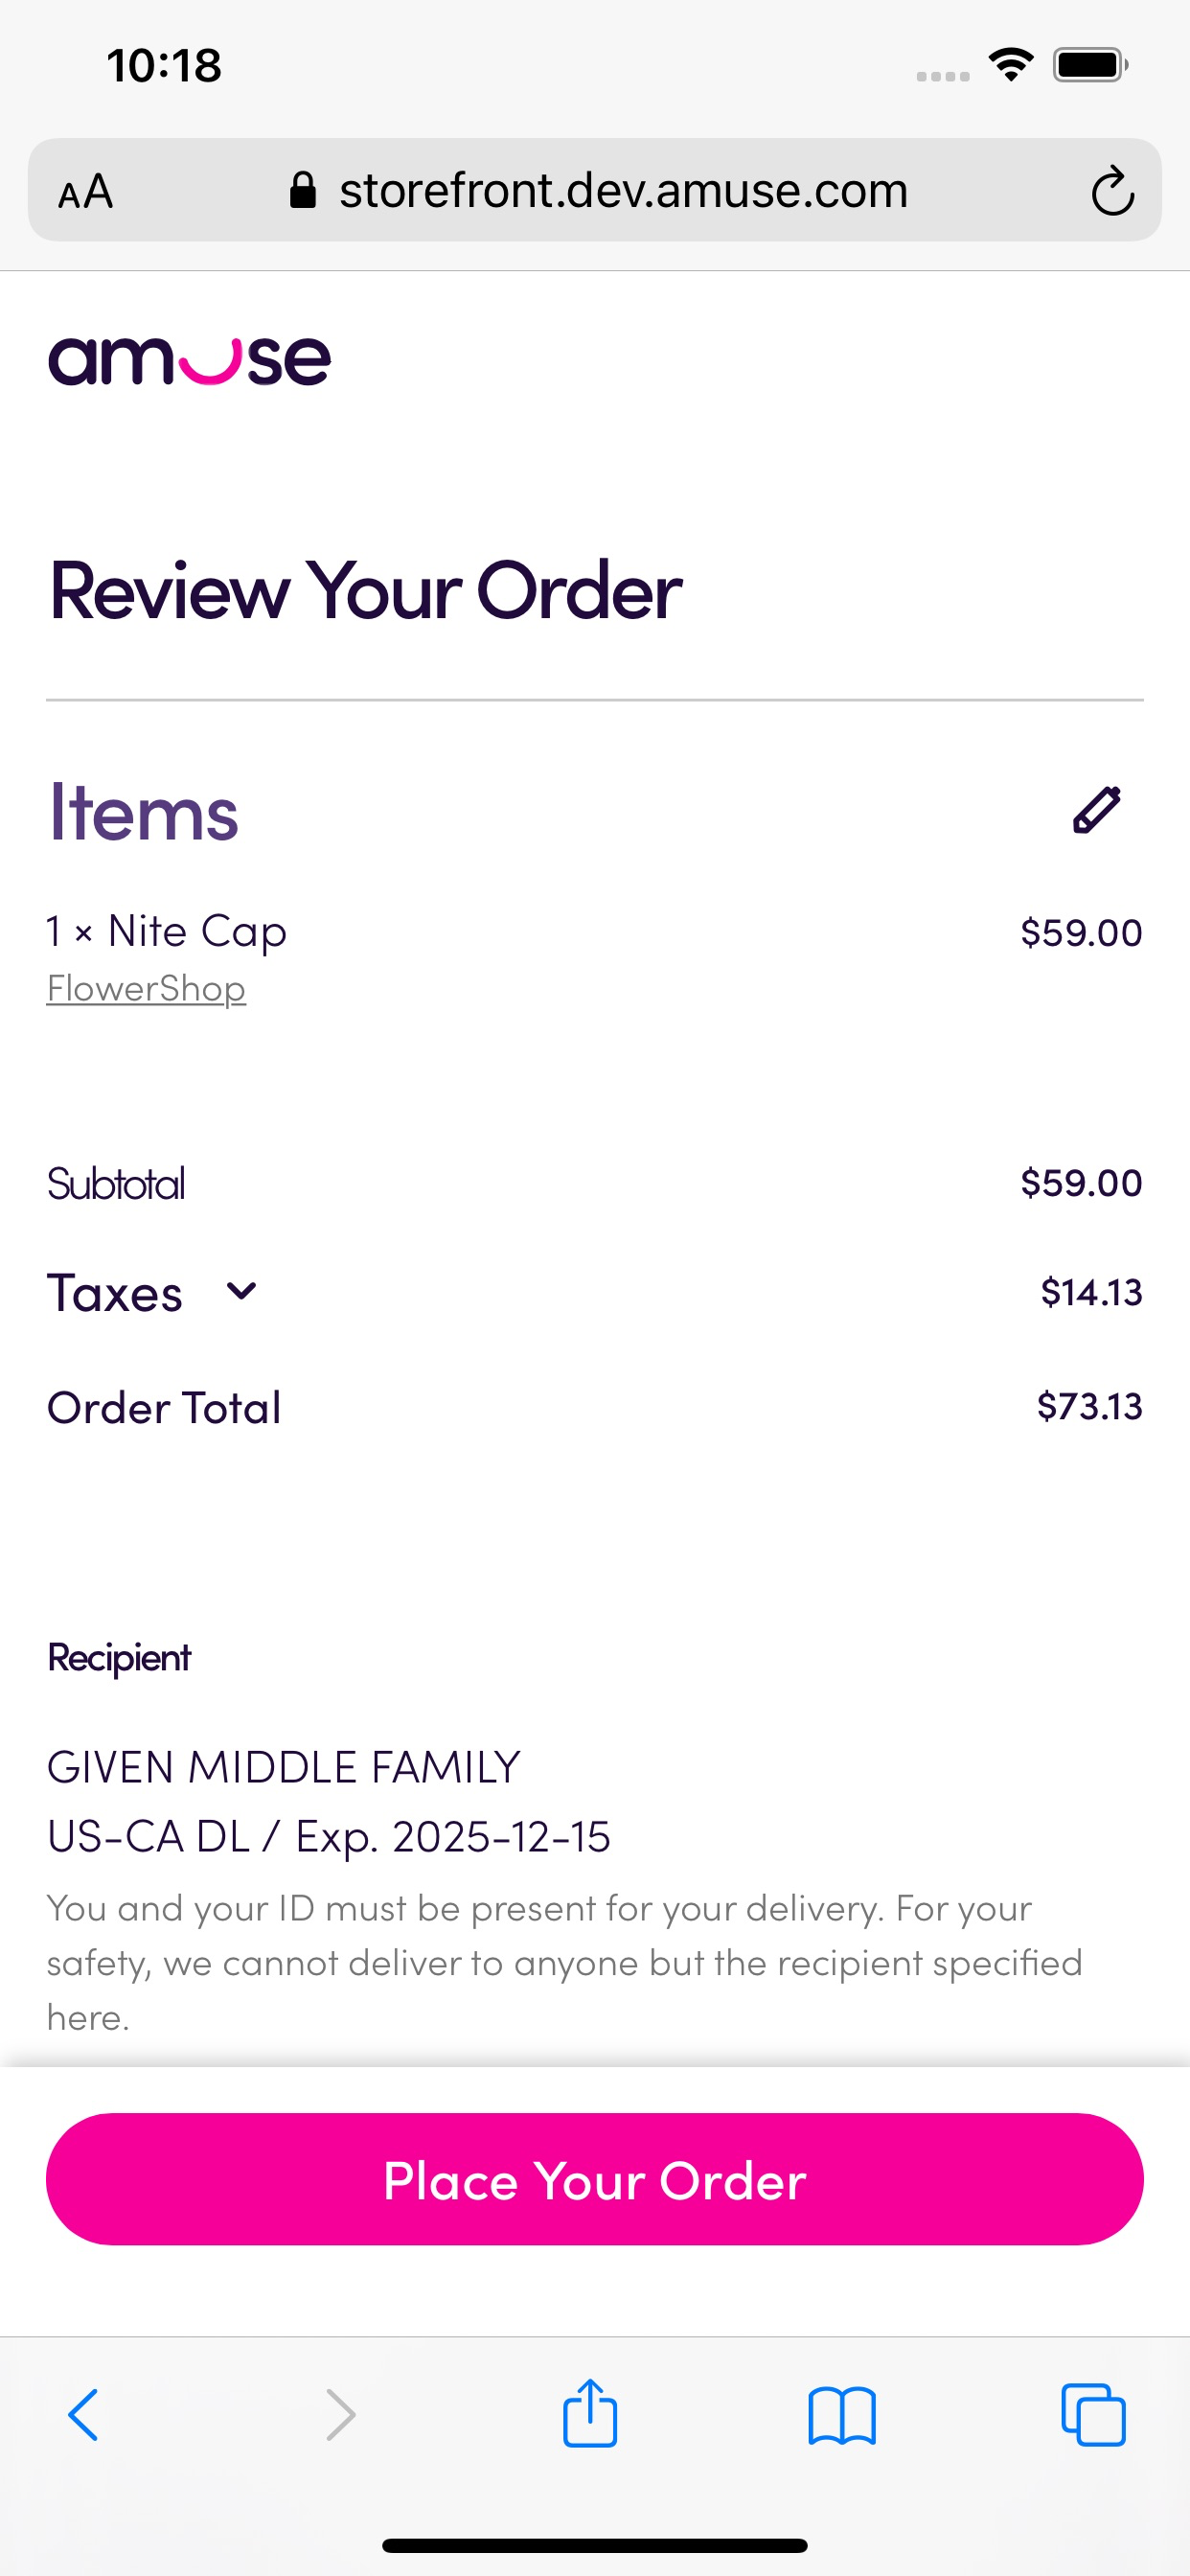 10:18
AA storefront.dev.amuse.com
amuse
Review Your Order
Items
1 × Nite Cap $59.00
FlowerShop
Subtotal $59.00
Taxes $14.13
Order Total $73.13
Recipient
GIVEN MIDDLE FAMILY
US-CA DL / Exp. 2025-12-15
You and your ID must be present for your delivery. For your
safety, we cannot deliver to anyone but the recipient specified
here.
Place Your Order